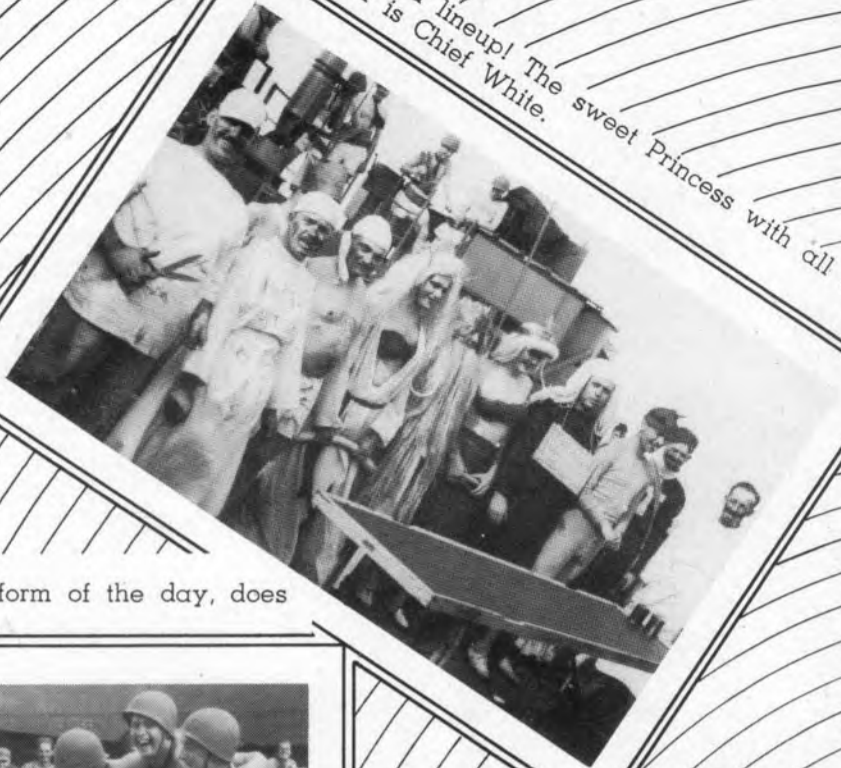 lineup! The sweet Princess with all
is Chief White.
form of the day, does